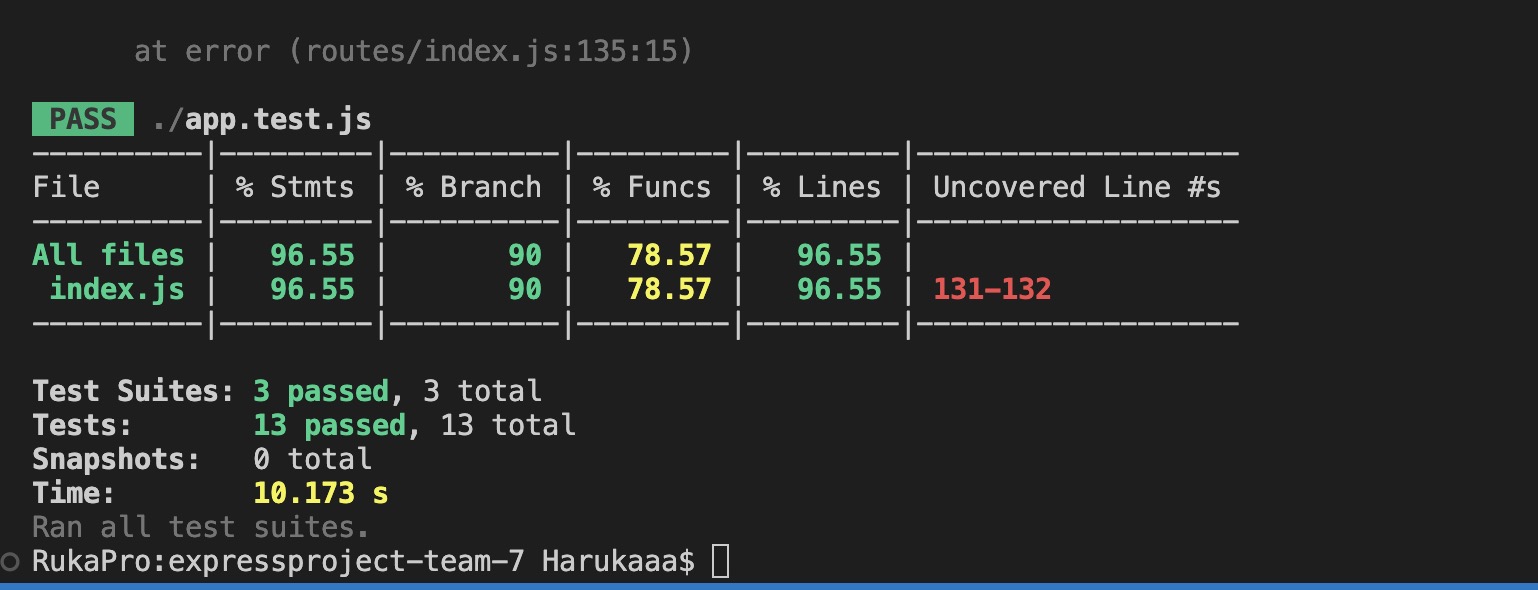 at error (routes/index.js:135:15)
PASS ./app.test.js
----------|---------|----------|---------|---------|-------------------
File      | % Stmts | % Branch | % Funcs | % Lines | Uncovered Line #s
----------|---------|----------|---------|---------|-------------------
All files |   96.55 |       90 |   78.57 |   96.55 |
 index.js |   96.55 |       90 |   78.57 |   96.55 | 131-132
----------|---------|----------|---------|---------|-------------------
Test Suites: 3 passed, 3 total
Tests:       13 passed, 13 total
Snapshots:   0 total
Time:        10.173 s
Ran all test suites.
RukaPro:expressproject-team-7 Harukaaa$